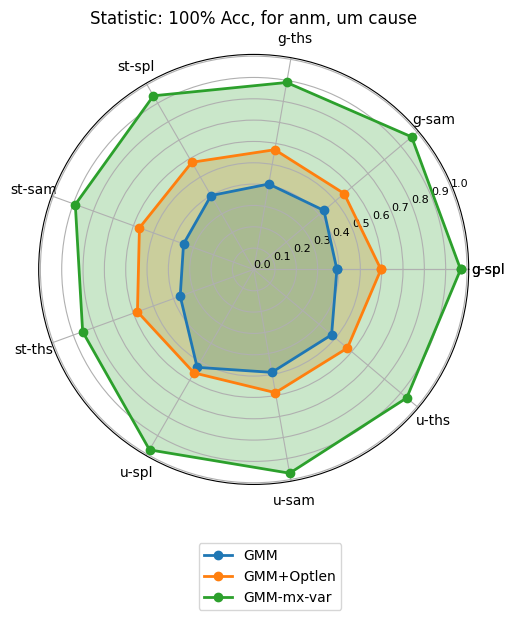 Statistic: 100% Acc, for anm, um cause
g-ths
st-spl
g-sam
1.0
0.9
0.8
0.7
0.6
0.5
0.4
0.3
0.2
0.1
0.0
st-sam
g-spl
st-ths
u-ths
u-spl
u-sam
GMM
GMM+Optlen
GMM-mx-var